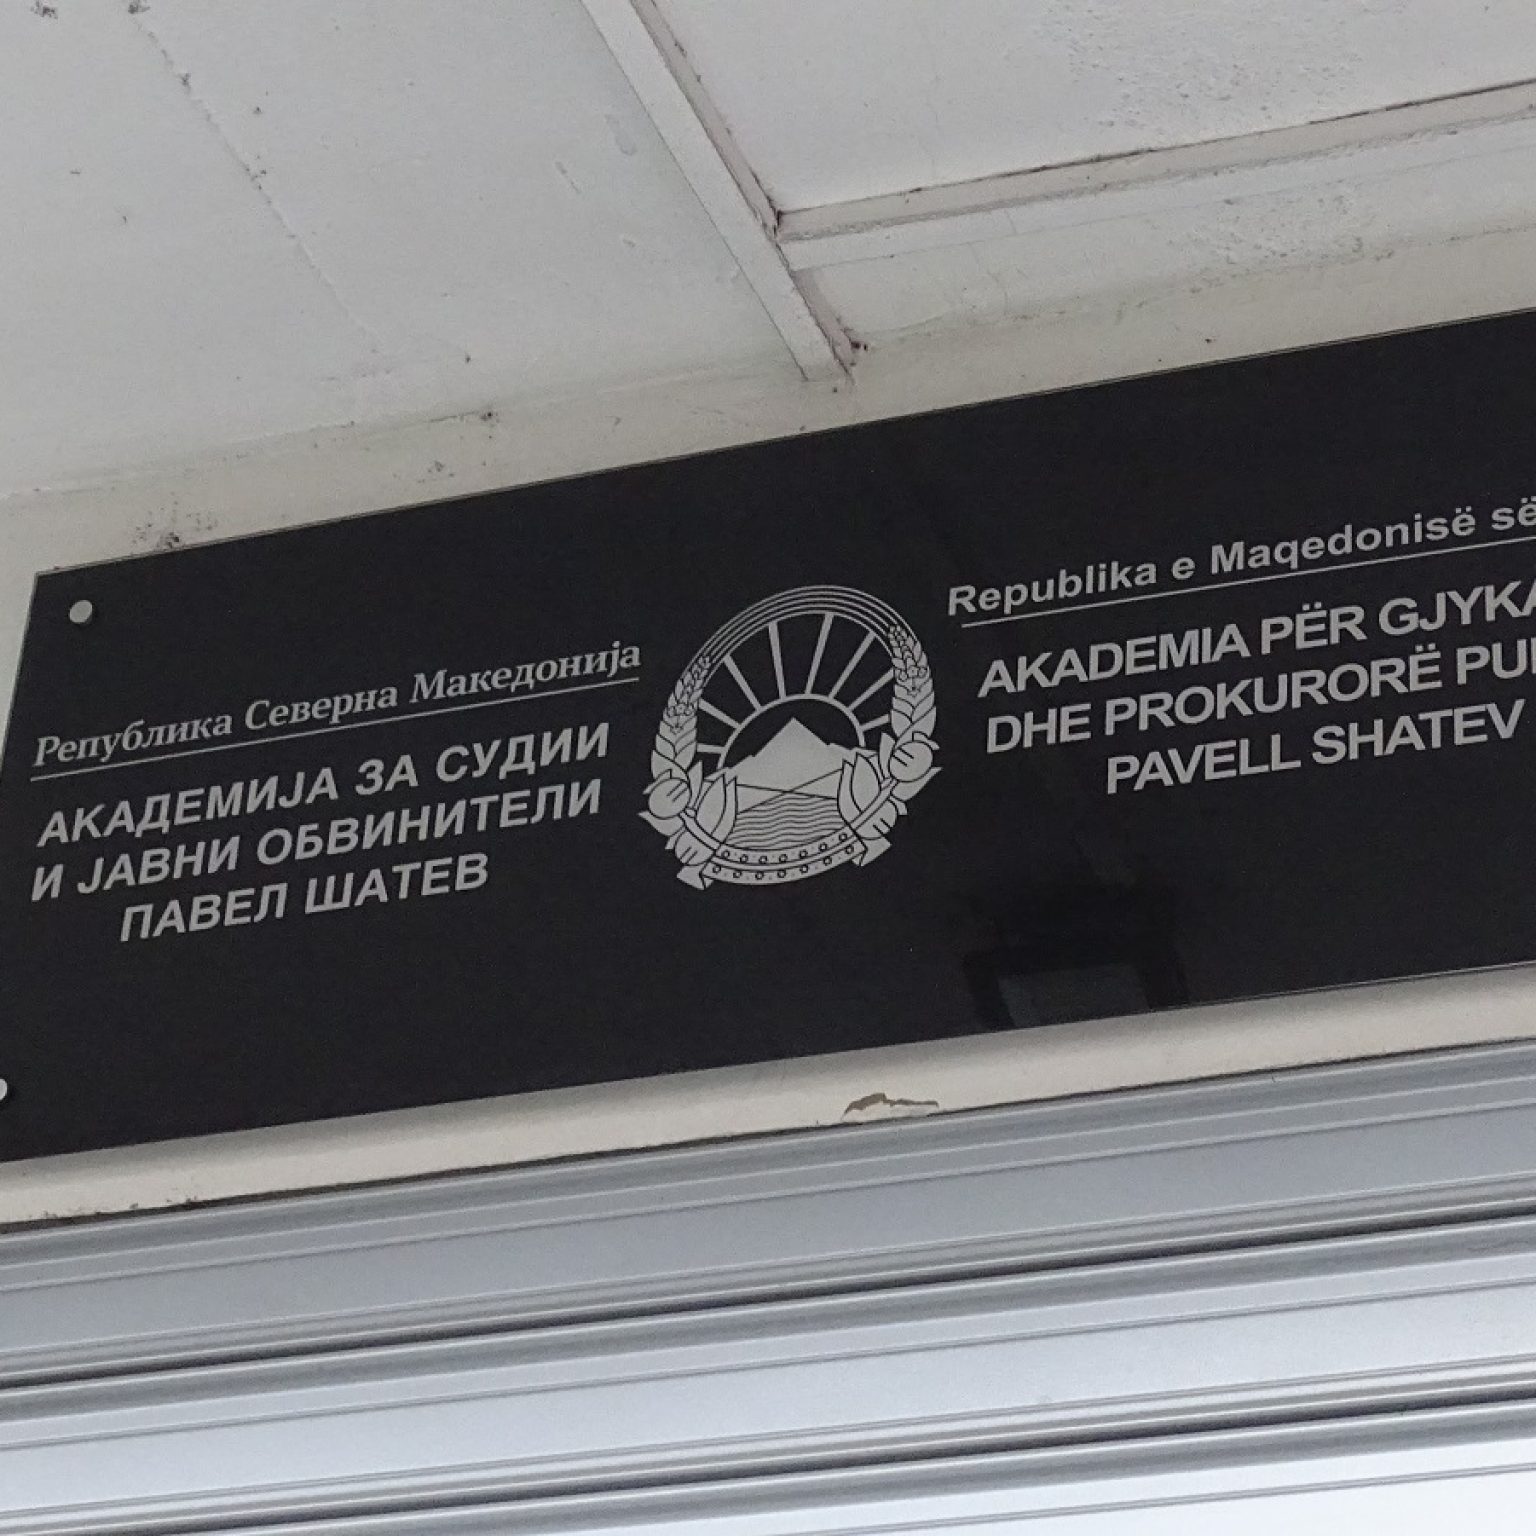 Република Северна Македонија
АКАДЕМИЈА ЗА СУДИИ
И ЈАВНИ ОБВИНИТЕЛИ
ПАВЕЛ ШАТЕВ
Republika e Maqedonisë së
AKADEMIA PËR
DHE PROKURORË
PAVELL SHATEV